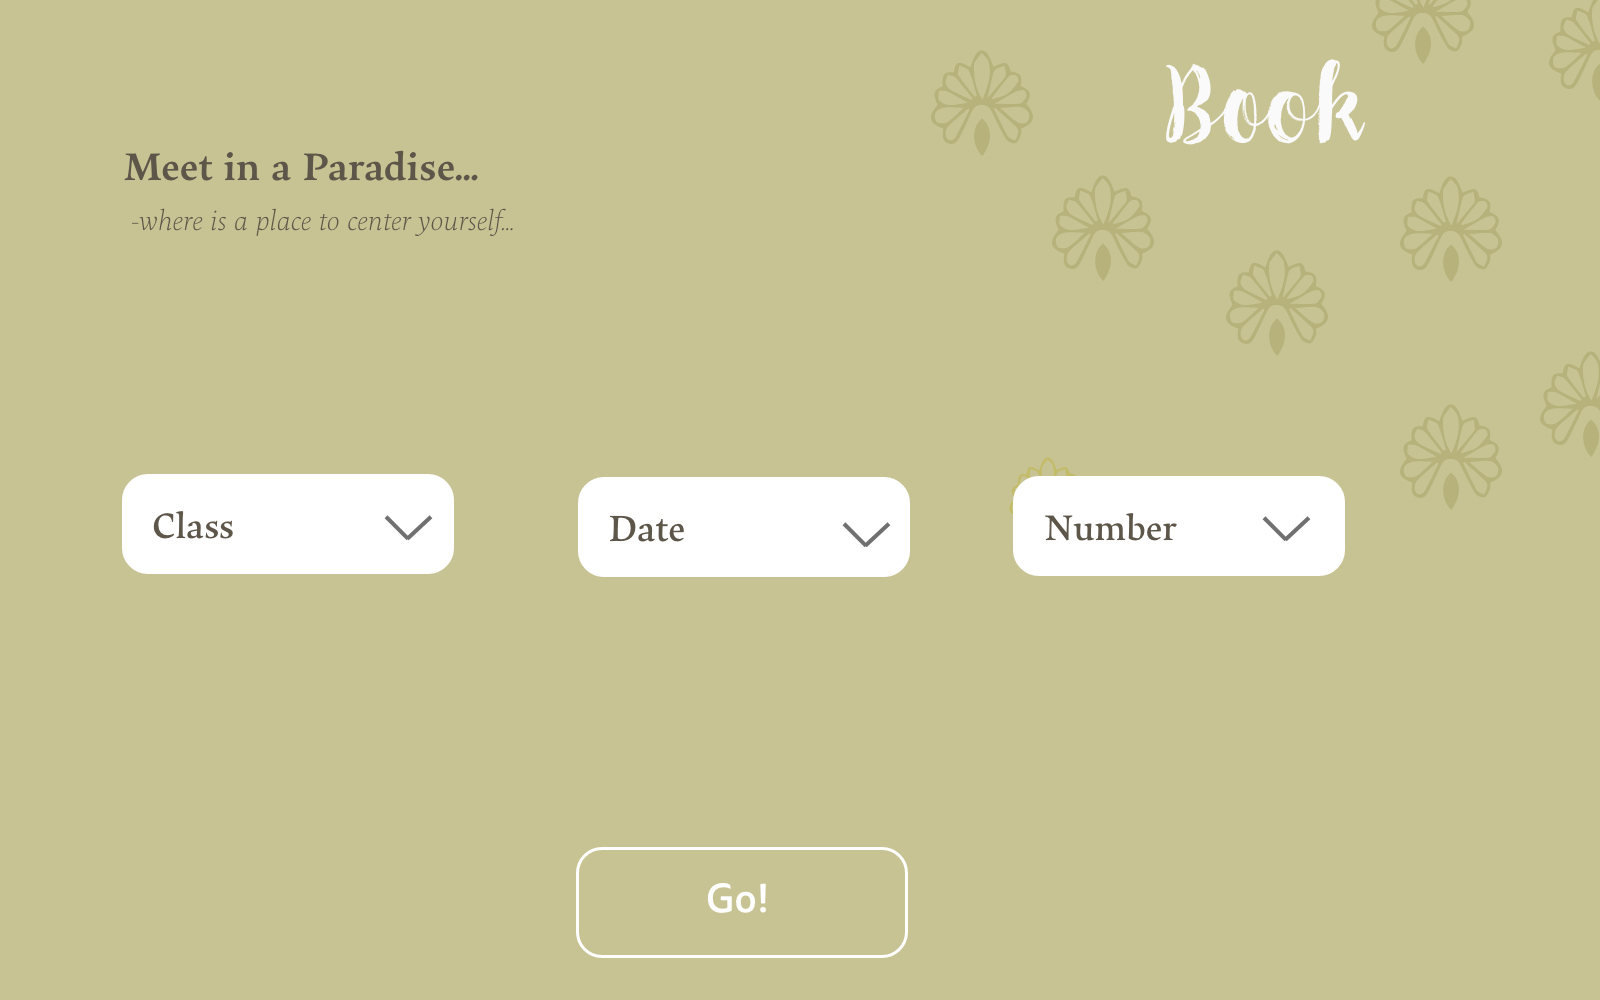 Book
Meet in a Paradise...
-where is a place to center yourself...
Class
Date
Number
Go!